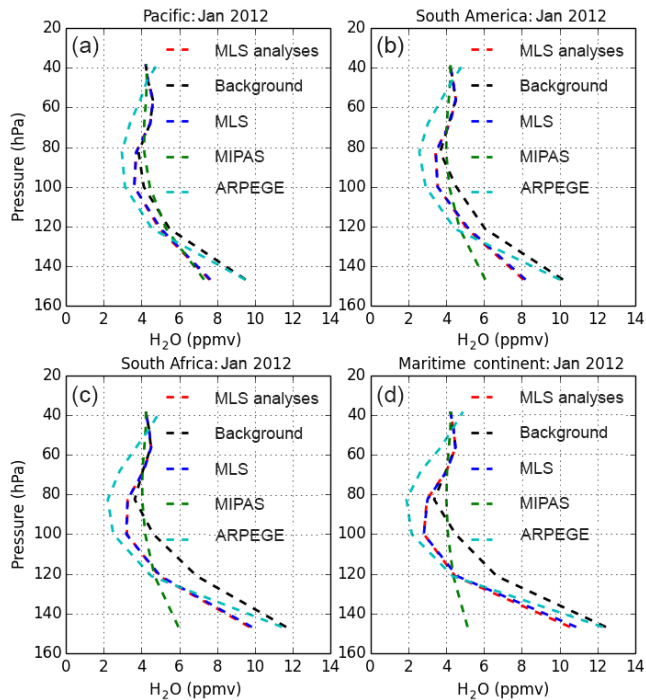 Pacific: Jan 2012
South America: Jan 2012
(a)
(b)
MLS analyses
Background
MLS
MIPAS
ARPEGE
MLS analyses
Background
MLS
MIPAS
ARPEGE
Pressure (hPa)
20
40
60
80
100
120
140
160
20
40
60
80
100
120
140
160
0 2 4 6 8 10 12 14
0 2 4 6 8 10 12 14
H₂O (ppmv)
H₂O (ppmv)
South Africa: Jan 2012
Maritime continent: Jan 2012
(c)
(d)
MLS analyses
Background
MLS
MIPAS
ARPEGE
MLS analyses
Background
MLS
MIPAS
ARPEGE
Pressure (hPa)
20
40
60
80
100
120
140
160
20
40
60
80
100
120
140
160
0 2 4 6 8 10 12 14
0 2 4 6 8 10 12 14
H₂O (ppmv)
H₂O (ppmv)